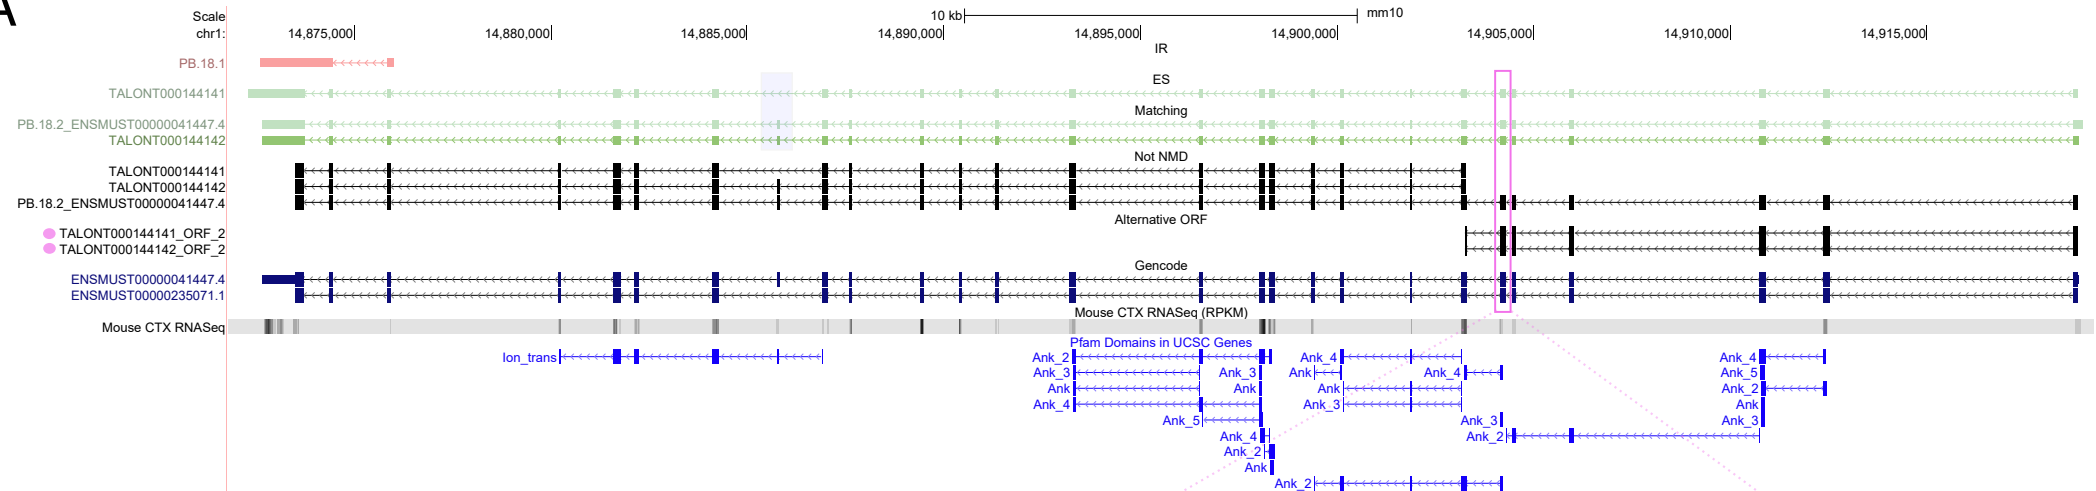 A
Scale 10 kb mm10
chr1: 14,875,000 14,880,000 14,885,000 14,890,000 14,895,000 14,900,000 14,905,000 14,910,000 14,915,000
IR
PB.18.1
ES
TALONT000144141
Matching
PB.18.2_ENSMUST00000041447.4
TALONT000144142
Not NMD
TALONT000144141
TALONT000144142
PB.18.2_ENSMUST00000041447.4
Alternative ORF
TALONT000144141_ORF_2
TALONT000144142_ORF_2
Gencode
ENSMUST00000041447.4
ENSMUST00000235071.1
Mouse CTX RNASeq (RPKM)
Mouse CTX RNASeq
Pfam Domains in UCSC Genes
Ion_trans Ank_2 Ank_4 Ank_4
Ank_3 Ank_3 Ank Ank_4 Ank_5
Ank Ank Ank Ank_2
Ank_4 Ank_3 Ank
Ank_5 Ank_3 Ank_3
Ank_4 Ank_2
Ank_2
Ank
Ank_2